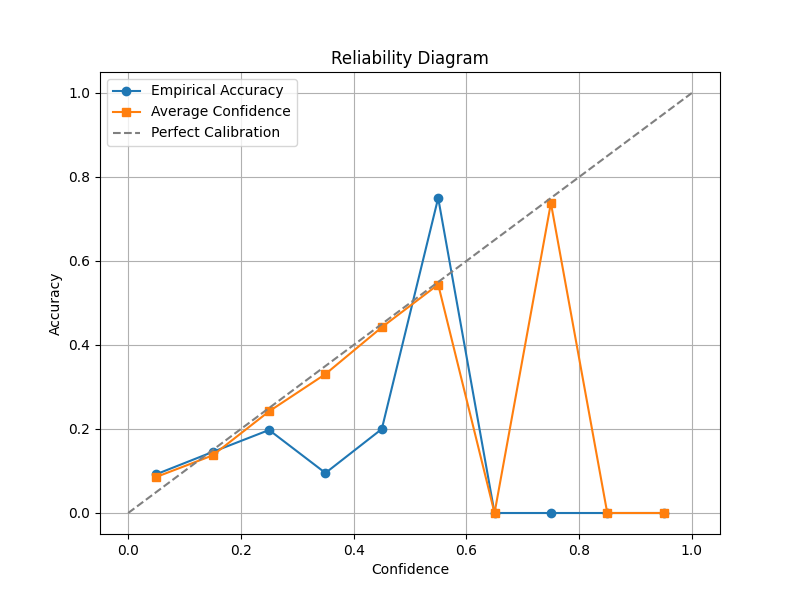 Reliability Diagram
Empirical Accuracy
Average Confidence
Perfect Calibration
1.0
0.8
0.6
0.4
0.2
0.0
Accuracy
0.0 0.2 0.4 0.6 0.8 1.0
Confidence